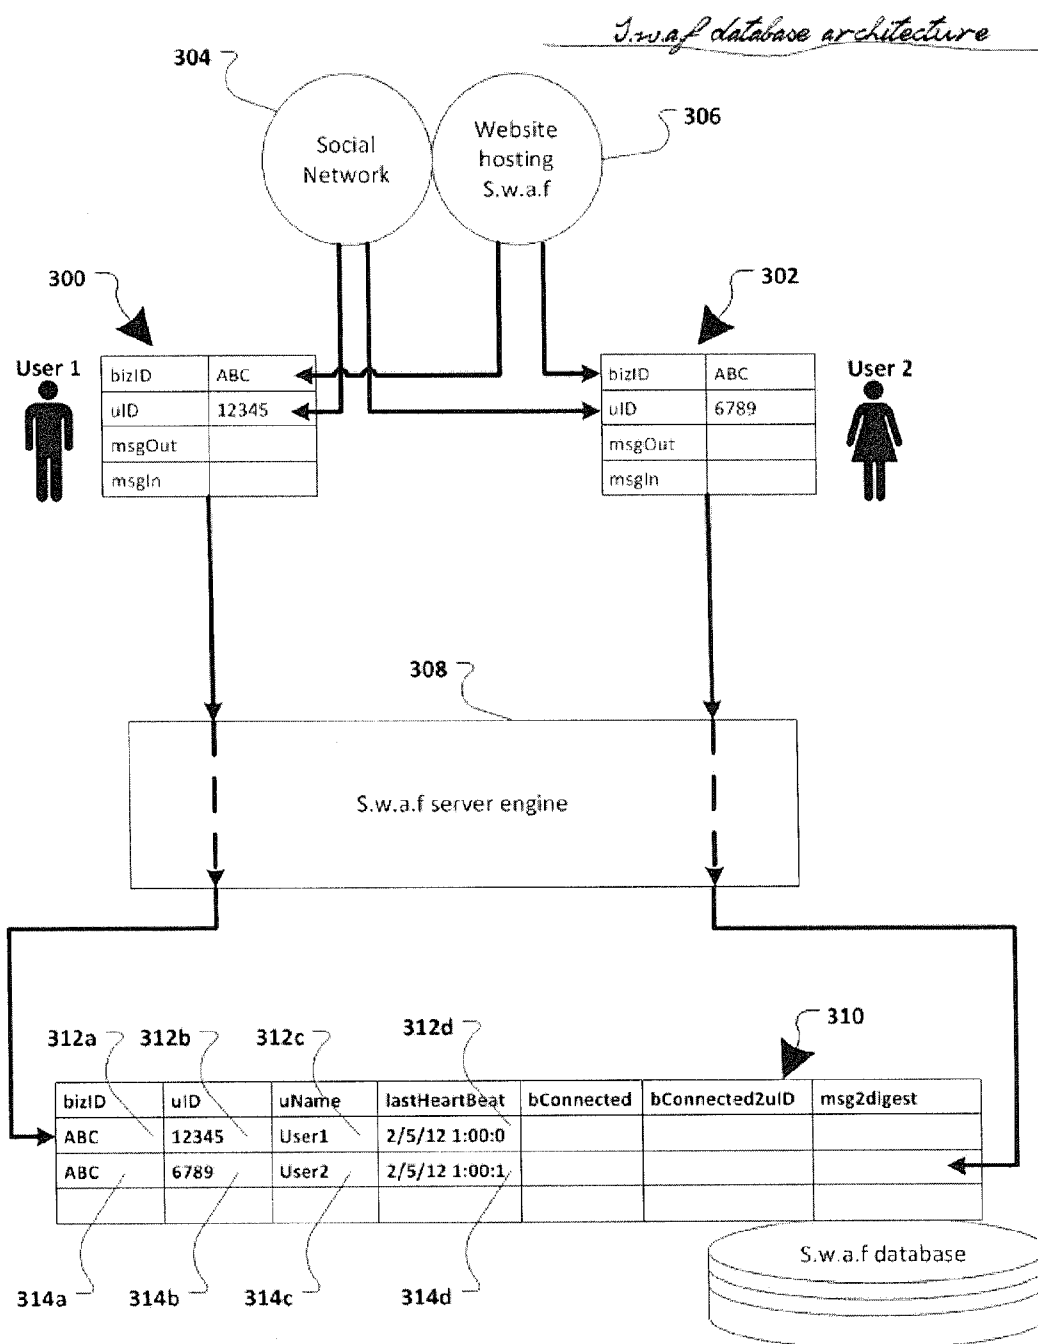 S.w.a.f database architecture
304
Social
Network
Website
hosting
S.w.a.f
306
300
302
User 1
bizID ABC
uID 12345
msgOut
msgIn
bizID ABC
uID 6789
msgOut
msgIn
User 2
308
S.w.a.f server engine
310
312a 312b 312c 312d
bizID uID uName lastHeartBeat bConnected bConnected2uID msg2digest
ABC 12345 User1 2/5/12 1:00:0
ABC 6789 User2 2/5/12 1:00:1
314a 314b 314c 314d
S.w.a.f database